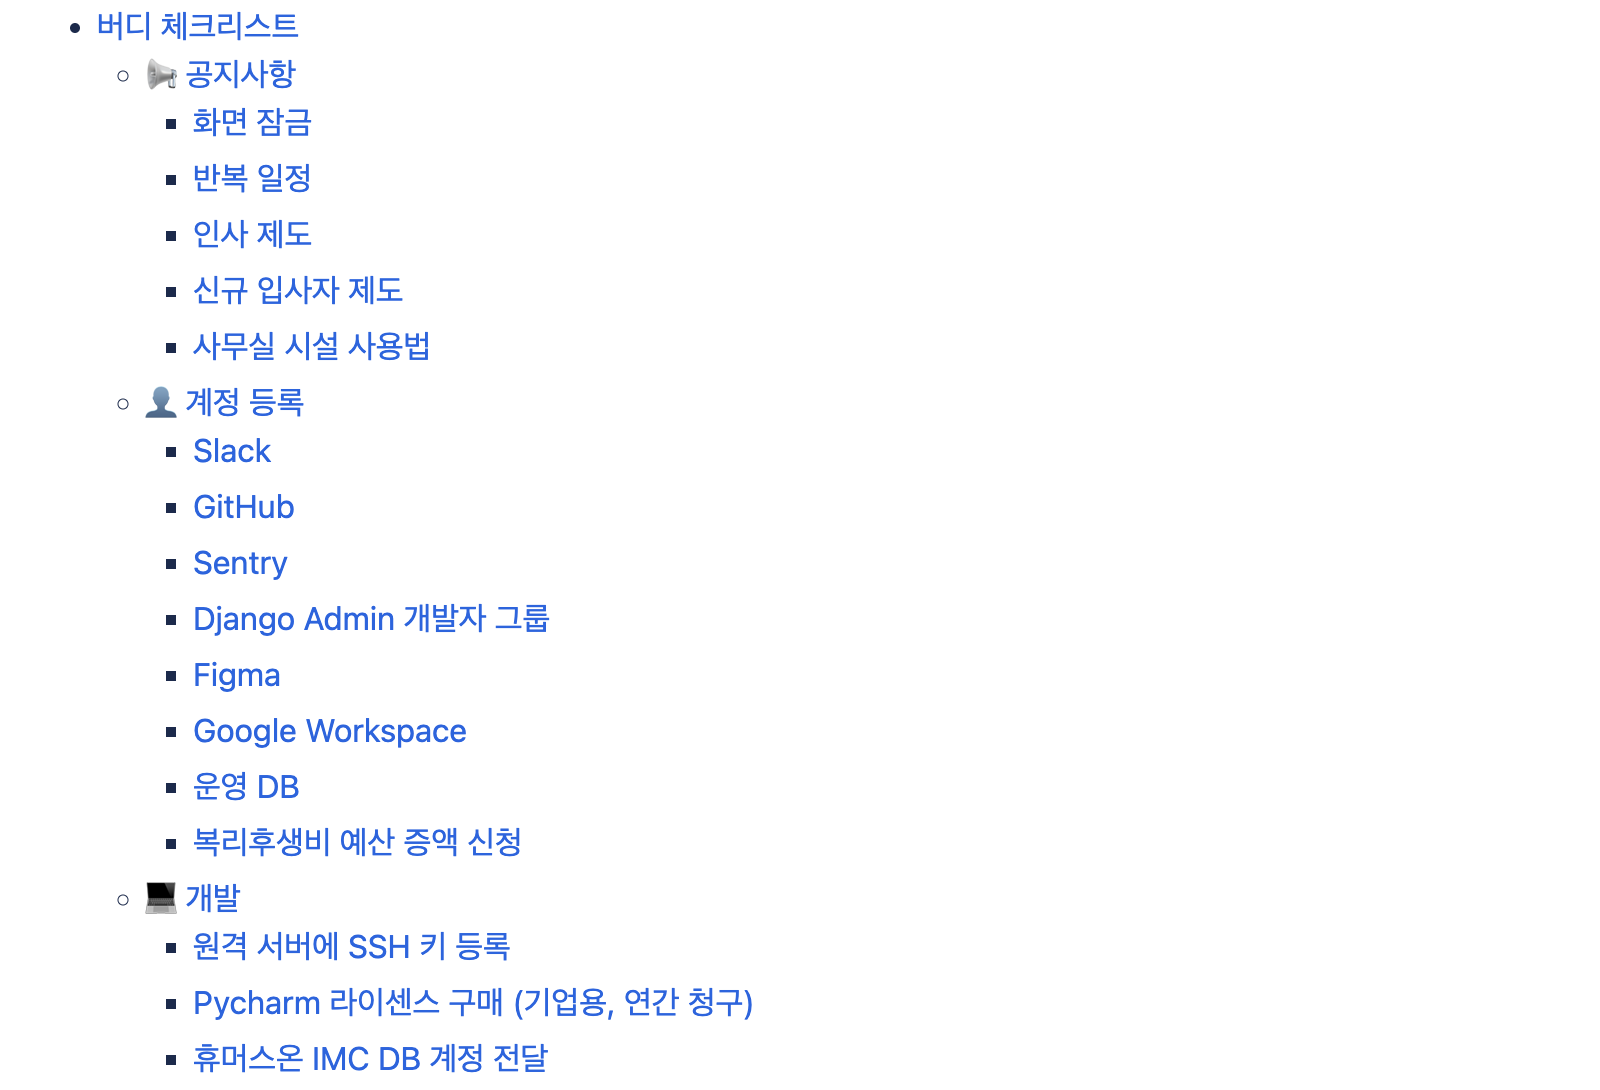 버디 체크리스트
공지사항
화면 잠금
반복 일정
인사 제도
신규 입사자 제도
사무실 시설 사용법
계정 등록
Slack
GitHub
Sentry
Django Admin 개발자 그룹
Figma
Google Workspace
운영 DB
복리후생비 예산 증액 신청
개발
원격 서버에 SSH 키 등록
Pycharm 라이센스 구매 (기업용, 연간 청구)
휴머스온 IMC DB 계정 전달